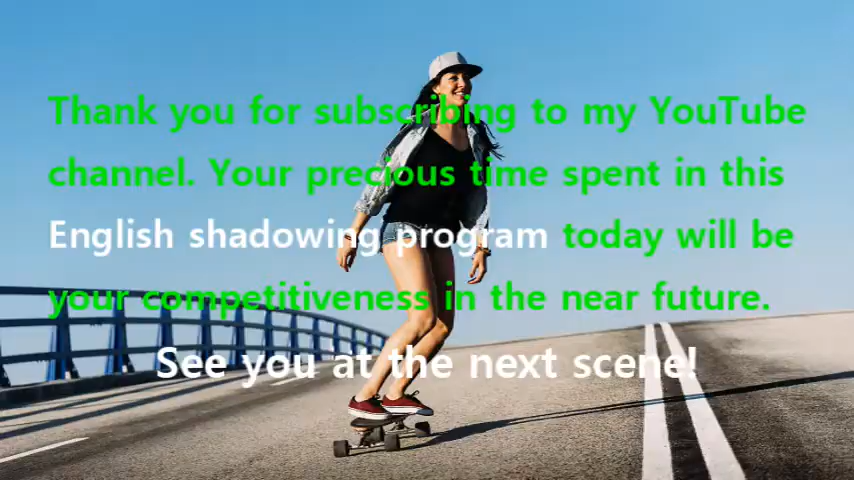 Thank you for subscribing to my YouTube
channel. Your precious time spent in this
English shadowing program today will be
your competitiveness in the near future.
See you at the next scene!